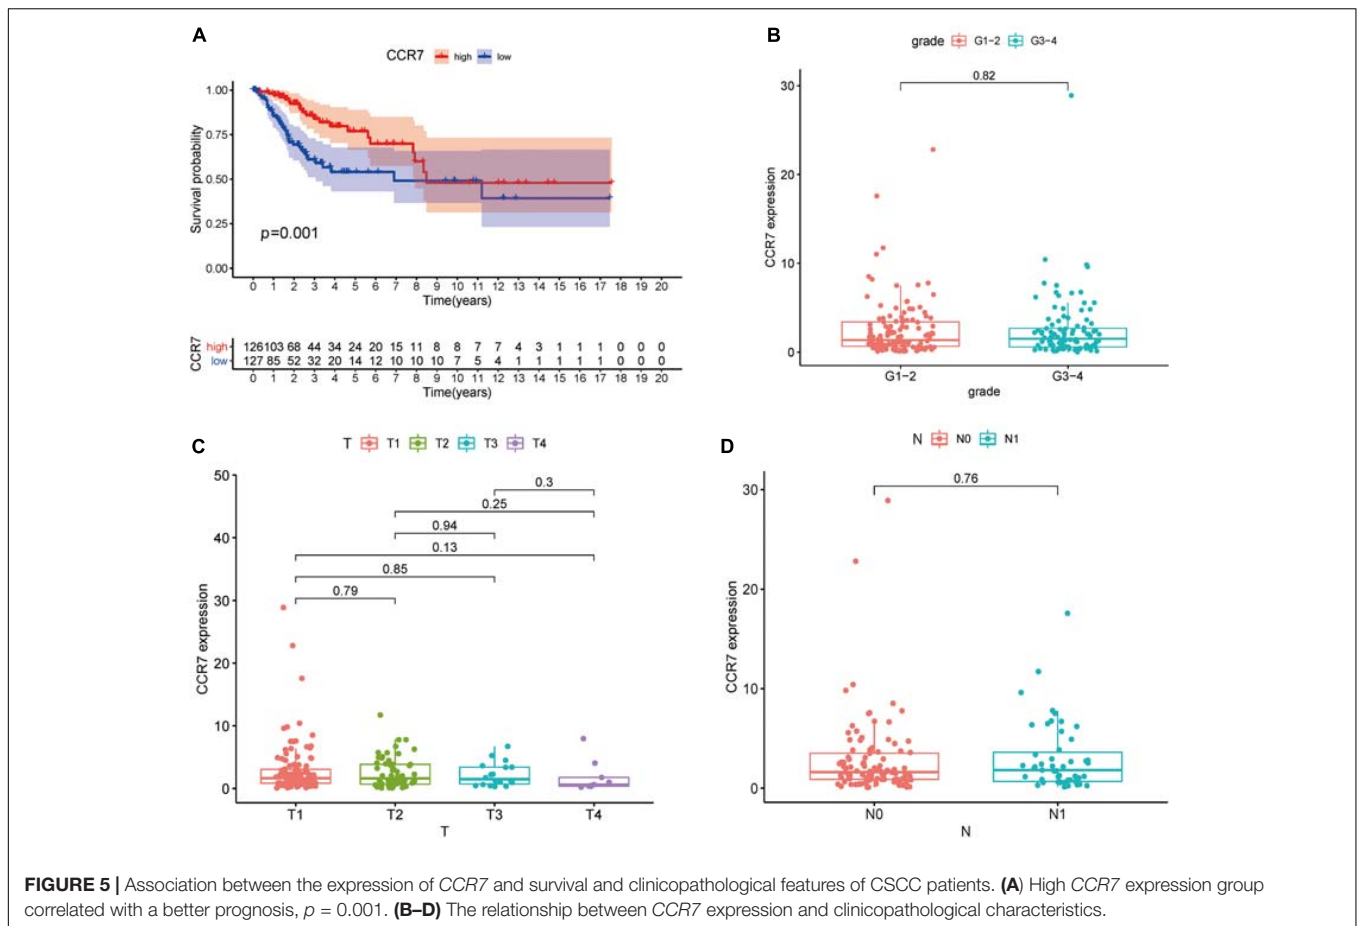 A
CCR7 high low
Survival probability
1.00
0.75
0.50
0.25
0.00
p=0.001
0 1 2 3 4 5 6 7 8 9 10 11 12 13 14 15 16 17 18 19 20
Time(years)
CCR7
high 126 103 68 44 34 24 20 15 11 8 8 7 7 4 3 1 1 1 0 0 0
low 127 85 52 32 20 14 12 10 10 10 7 5 4 1 1 1 1 1 0 0 0
0 1 2 3 4 5 6 7 8 9 10 11 12 13 14 15 16 17 18 19 20
Time(years)
B
grade G1-2 G3-4
CCR7 expression
30
20
10
0
0.82
G1-2 G3-4
grade
C
T T1 T2 T3 T4
CCR7 expression
50
40
30
20
10
0
0.3
0.25
0.94
0.13
0.85
0.79
T1 T2 T3 T4
T
D
N N0 N1
CCR7 expression
30
20
10
0
0.76
N0 N1
N
FIGURE 5 | Association between the expression of CCR7 and survival and clinicopathological features of CSCC patients. (A) High CCR7 expression group
correlated with a better prognosis, p = 0.001. (B–D) The relationship between CCR7 expression and clinicopathological characteristics.